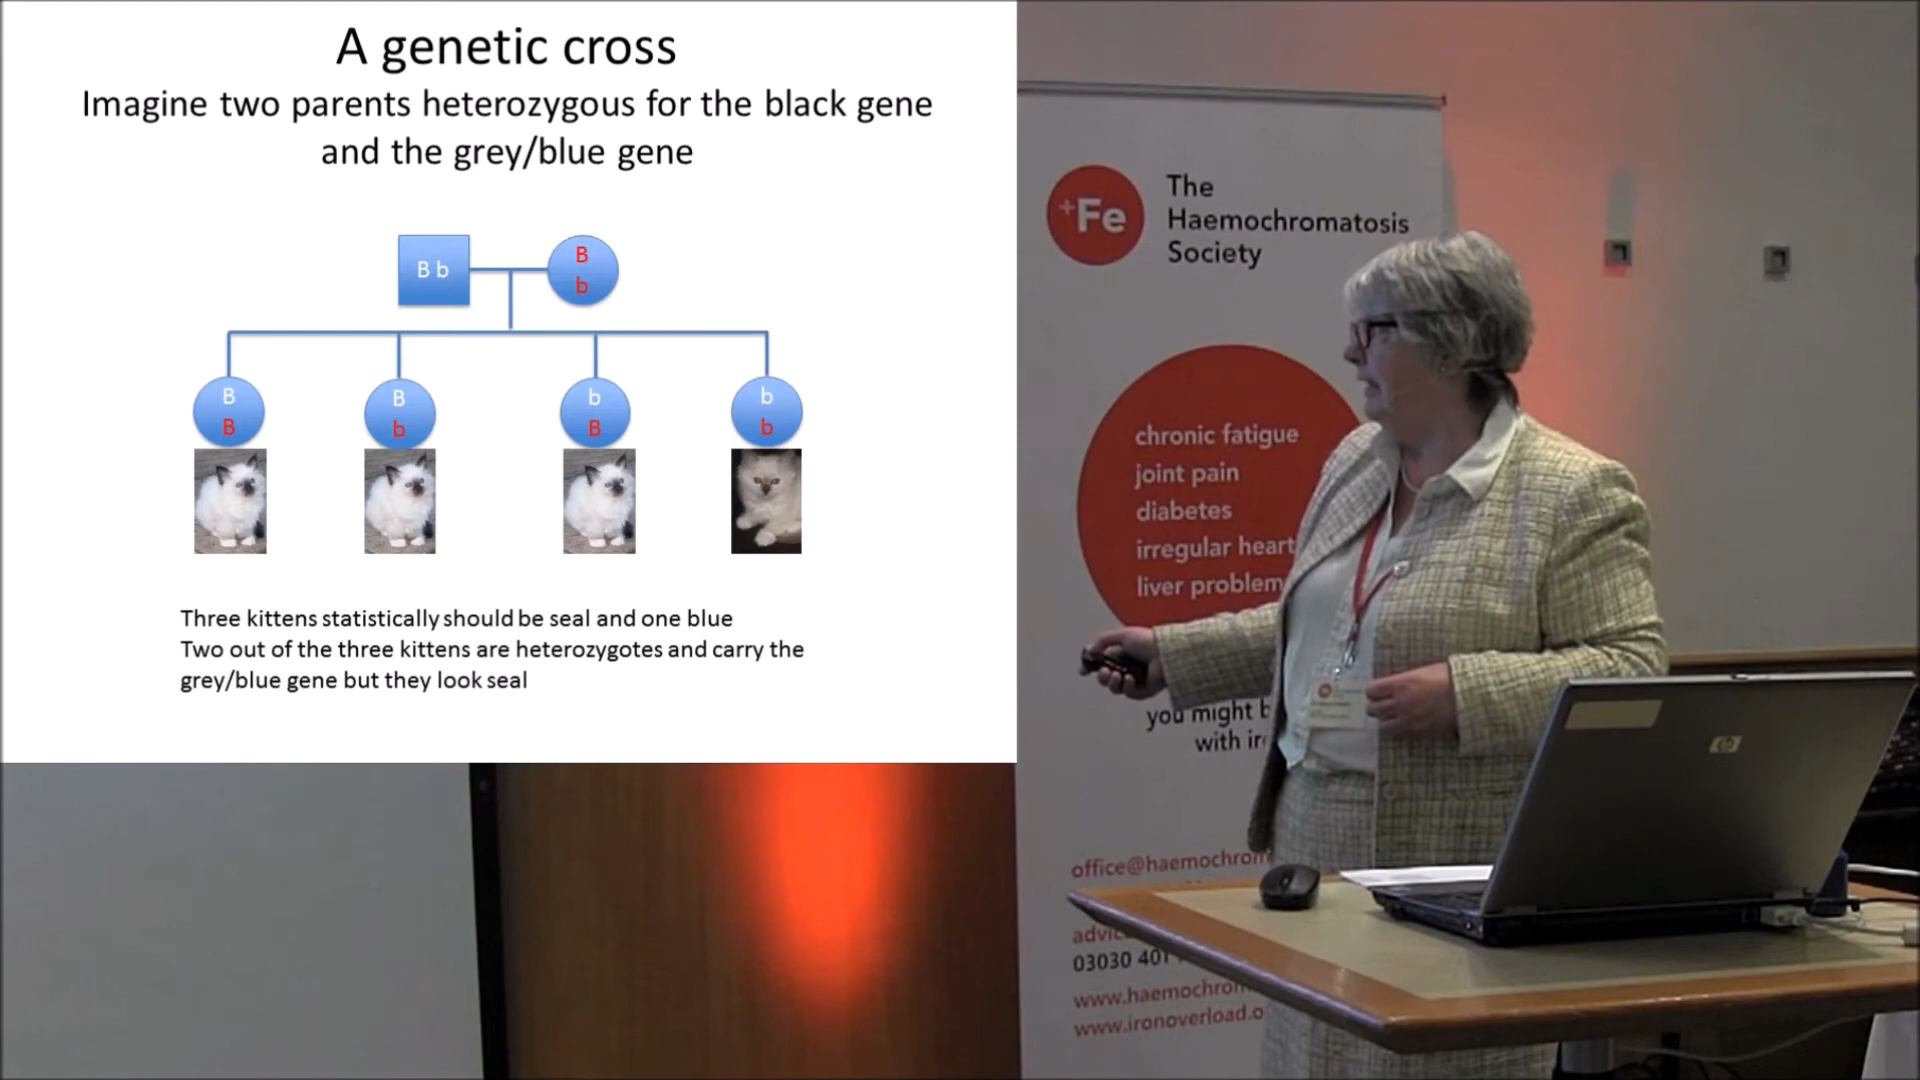 A genetic cross
Imagine two parents heterozygous for the black gene
and the grey/blue gene
B b
B
b
B
B
B
b
b
B
b
b
Three kittens statistically should be seal and one blue
Two out of the three kittens are heterozygotes and carry the
grey/blue gene but they look seal
+Fe
The
Haemochromatosis
Society
chronic fatigue
joint pain
diabetes
irregular heart
liver problem
you might b
with ir
office@haemochrom
advic
03030 401
www.haemochrom
www.ironoverload.o
hp